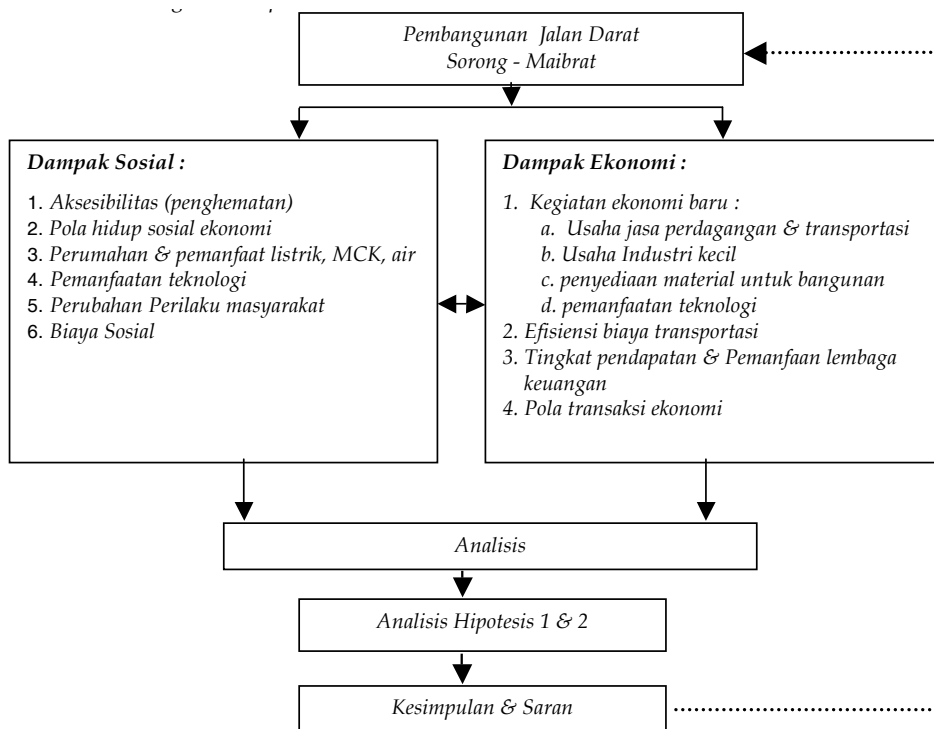 Pembangunan Jalan Darat
Sorong - Maibrat
Dampak Sosial :
1. Aksesibilitas (penghematan)
2. Pola hidup sosial ekonomi
3. Perumahan & pemanfaat listrik, MCK, air
4. Pemanfaatan teknologi
5. Perubahan Perilaku masyarakat
6. Biaya Sosial
Dampak Ekonomi :
1. Kegiatan ekonomi baru :
a. Usaha jasa perdagangan & transportasi
b. Usaha Industri kecil
c. penyediaan material untuk bangunan
d. pemanfaatan teknologi
2. Efisiensi biaya transportasi
3. Tingkat pendapatan & Pemanfaan lembaga
keuangan
4. Pola transaksi ekonomi
Analisis
Analisis Hipotesis 1 & 2
Kesimpulan & Saran